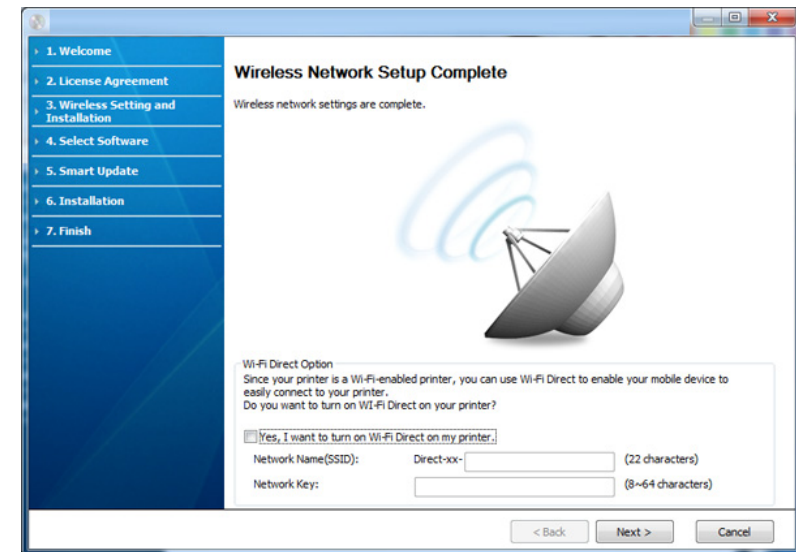 1. Welcome
2. License Agreement
3. Wireless Setting and
Installation
4. Select Software
5. Smart Update
6. Installation
7. Finish
Wireless Network Setup Complete
Wireless network settings are complete.
Wi-Fi Direct Option
Since your printer is a Wi-Fi-enabled printer, you can use Wi-Fi Direct to enable your mobile device to
easily connect to your printer.
Do you want to turn on WI-Fi Direct on your printer?
Yes, I want to turn on Wi-Fi Direct on my printer.
Network Name(SSID): Direct-xx- (22 characters)
Network Key: (8~64 characters)
< Back Next > Cancel